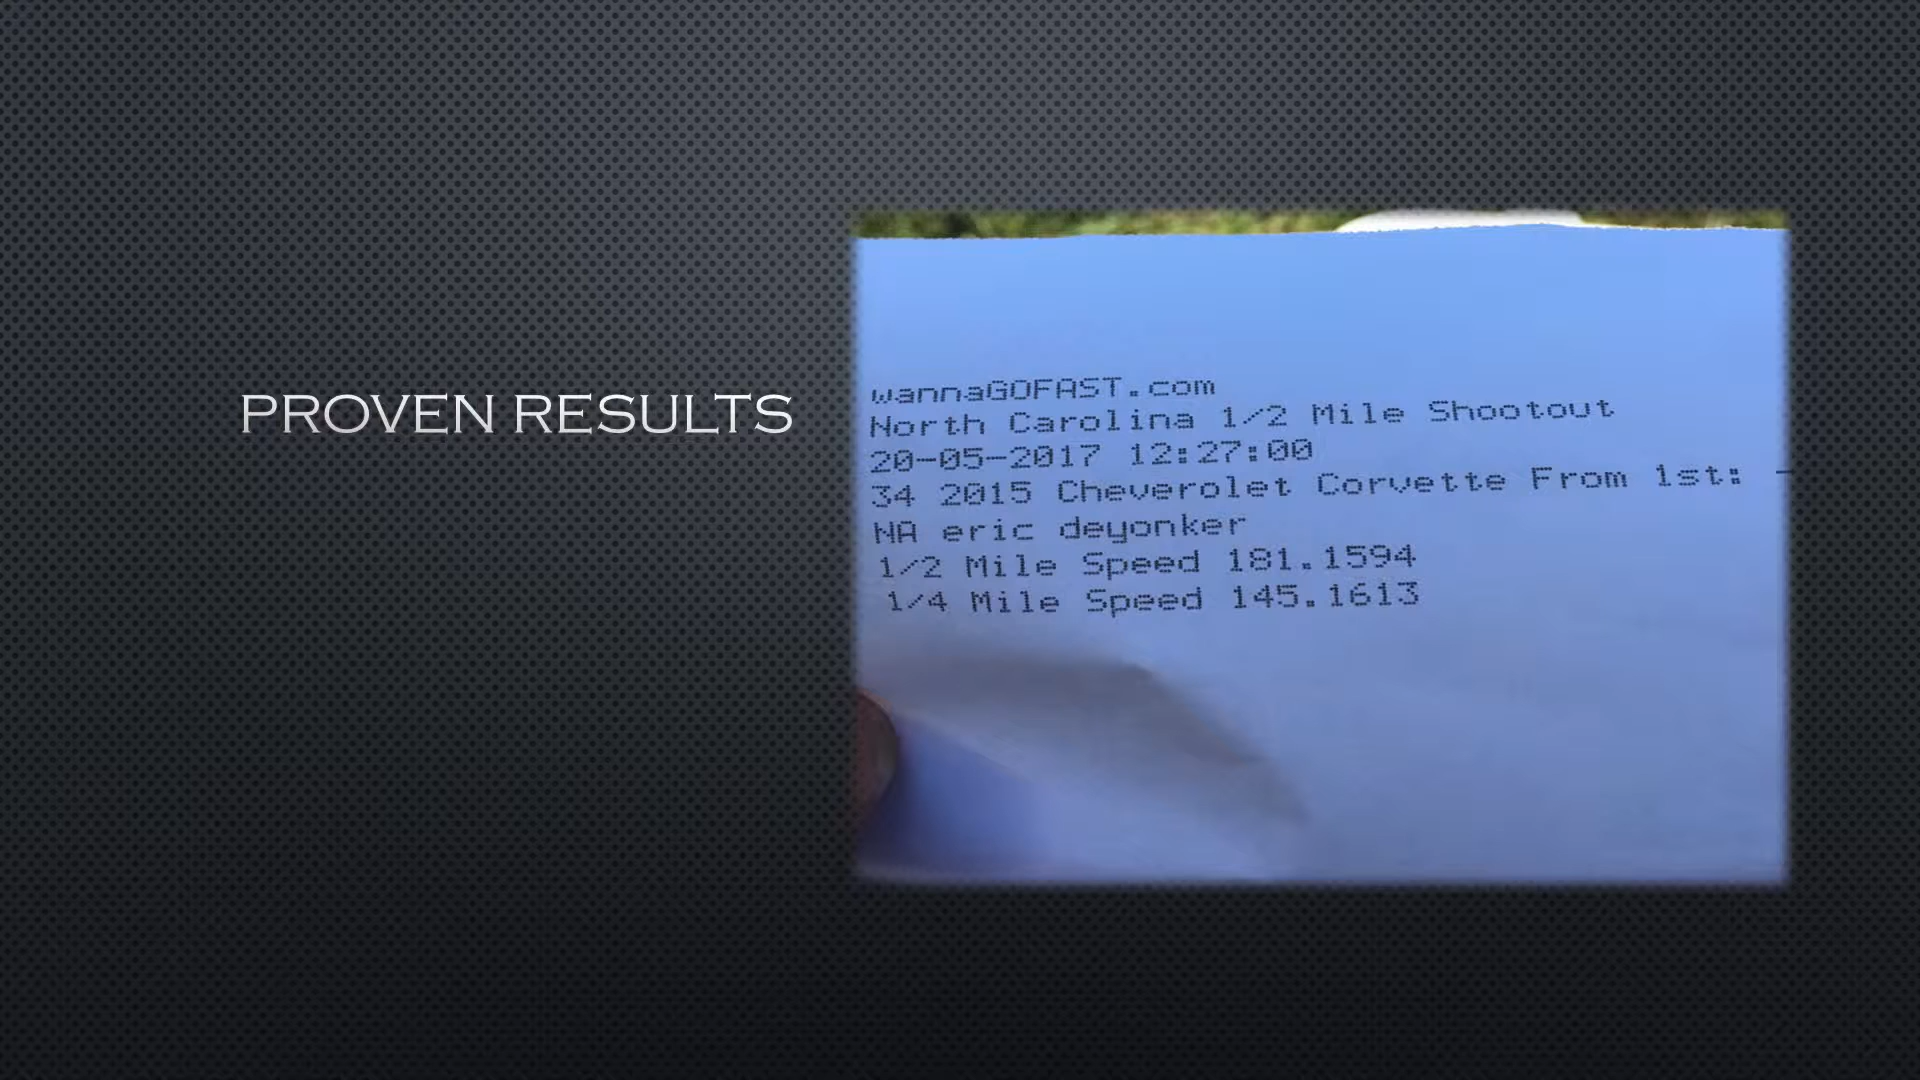 PROVEN RESULTS
wannaGOFAST.com
North Carolina 1/2 Mile Shootout
20-05-2017 12:27:00
34 2015 Cheverolet Corvette From 1st: -
NA eric deyonker
1/2 Mile Speed 181.1594
1/4 Mile Speed 145.1613